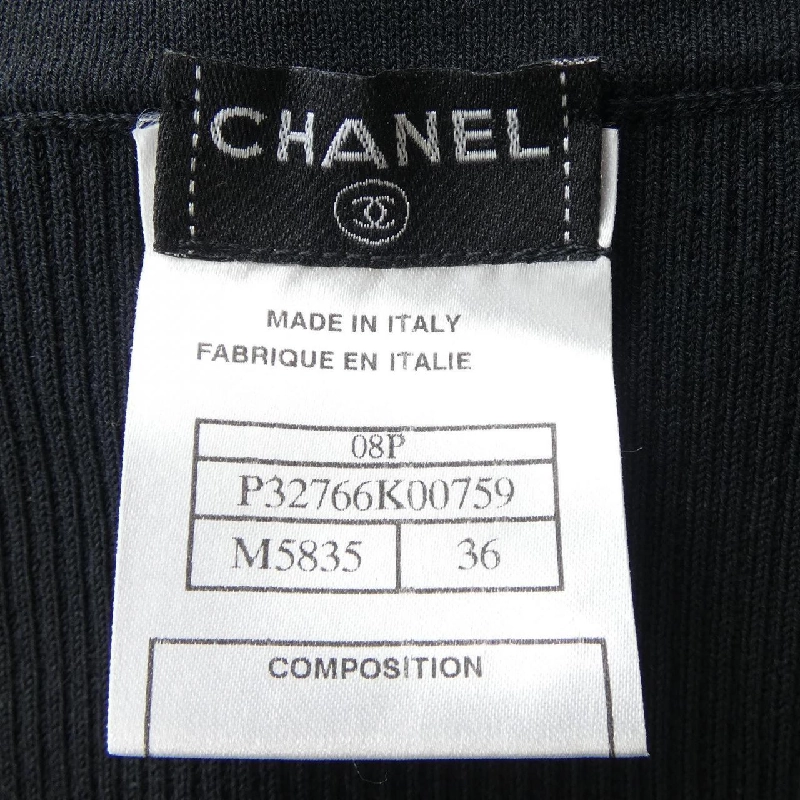 CHANEL
MADE IN ITALY
FABRIQUE EN ITALIE
08P
P32766K00759
M5835 36
COMPOSITION